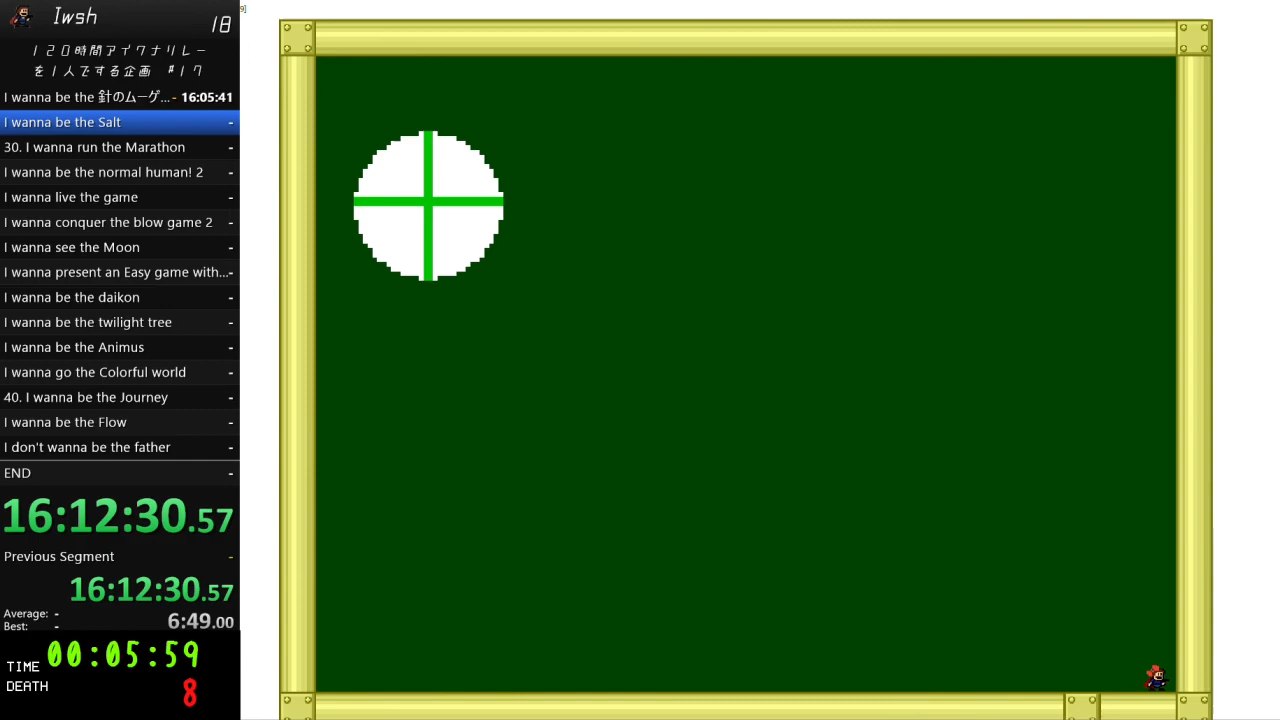 Iwsh
18
120時間アイワナリレー
を1人でする企画 #17
I wanna be the 針のムーゲ... - 16:05:41
I wanna be the Salt -
30. I wanna run the Marathon -
I wanna be the normal human! 2 -
I wanna live the game -
I wanna conquer the blow game 2 -
I wanna see the Moon -
I wanna present an Easy game with... -
I wanna be the daikon -
I wanna be the twilight tree -
I wanna be the Animus -
I wanna go the Colorful world -
40. I wanna be the Journey -
I wanna be the Flow -
I don't wanna be the father -
END -
16:12:30.57
Previous Segment -
16:12:30.57
Average: -
Best: -
6:49.00
TIME 00:05:59
DEATH 8
9]